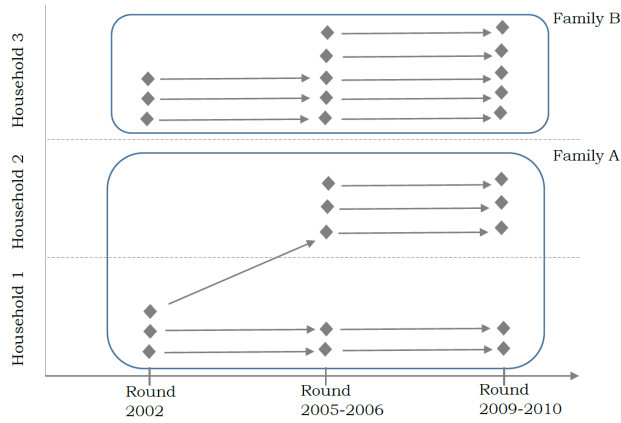 Family B
Household 3
Family A
Household 2
Household 1
Round
2002
Round
2005-2006
Round
2009-2010